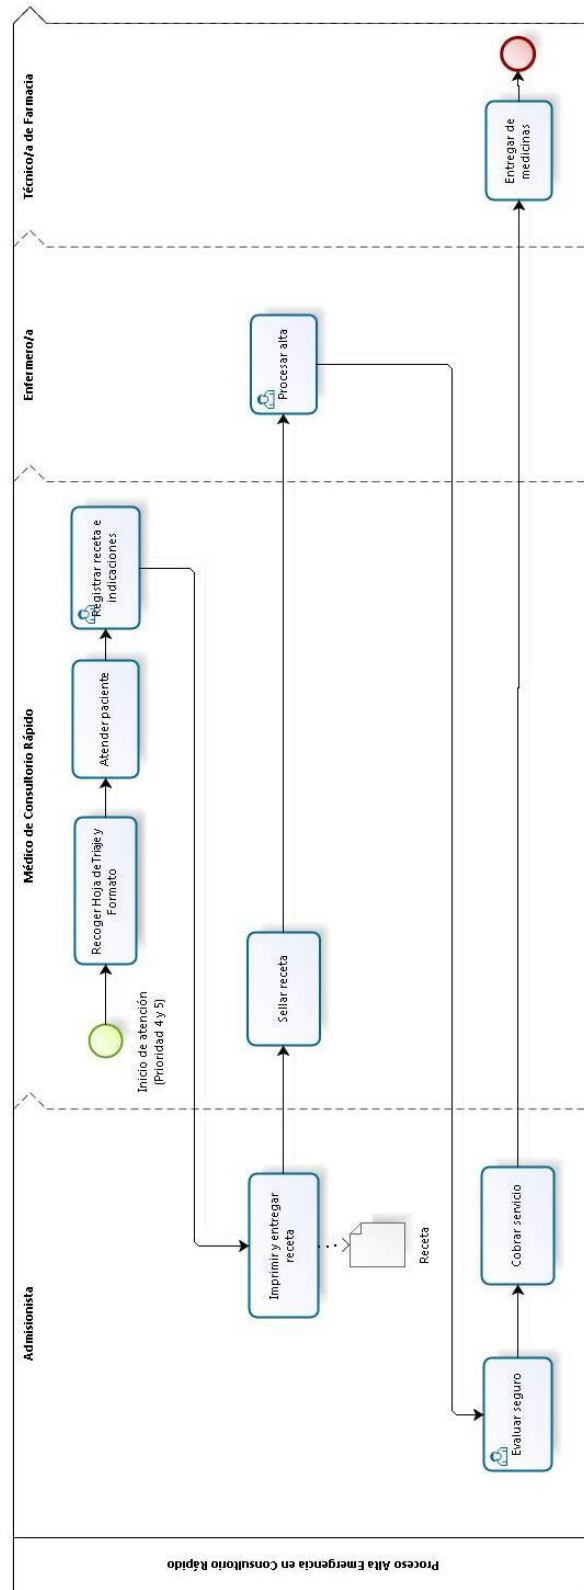 Proceso Alta Emergencia en Consultorio Rápido
Admisionista
Médico de Consultorio Rápido
Enfermero/a
Técnico/a de Farmacia
Inicio de atención
(Prioridad 4 y 5)
Recoger Hoja de Triaje y
Formato
Atender paciente
Registrar receta e
indicaciones
Imprimir y entregar
receta
Receta
Sellar receta
Procesar alta
Evaluar seguro
Cobrar servicio
Entregar de
medicinas